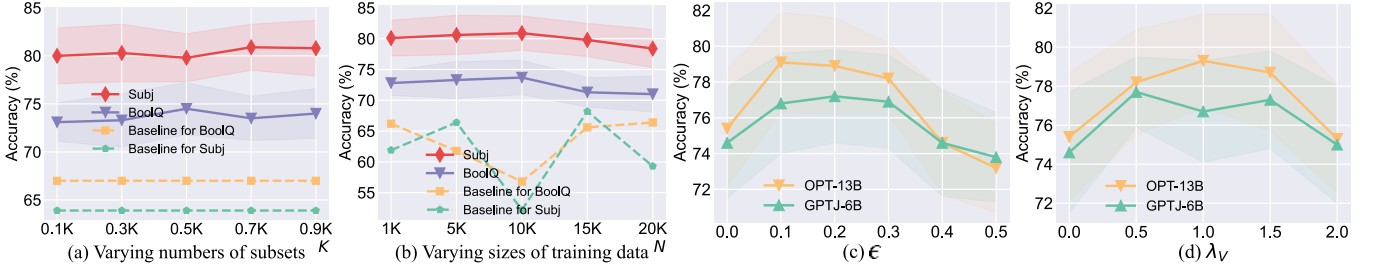 Accuracy (%)
80
75
70
65
Subj
BoolQ
Baseline for BoolQ
Baseline for Subj
0.1K 0.3K 0.5K 0.7K 0.9K
(a) Varying numbers of subsets K
Accuracy (%)
80
75
70
65
60
55
Subj
BoolQ
Baseline for BoolQ
Baseline for Subj
1K 5K 10K 15K 20K
(b) Varying sizes of training data N
Accuracy (%)
82
80
78
76
74
72
OPT-13B
GPTJ-6B
0.0 0.1 0.2 0.3 0.4 0.5
(c) ϵ
Accuracy (%)
82
80
78
76
74
72
OPT-13B
GPTJ-6B
0.0 0.5 1.0 1.5 2.0
(d) λV